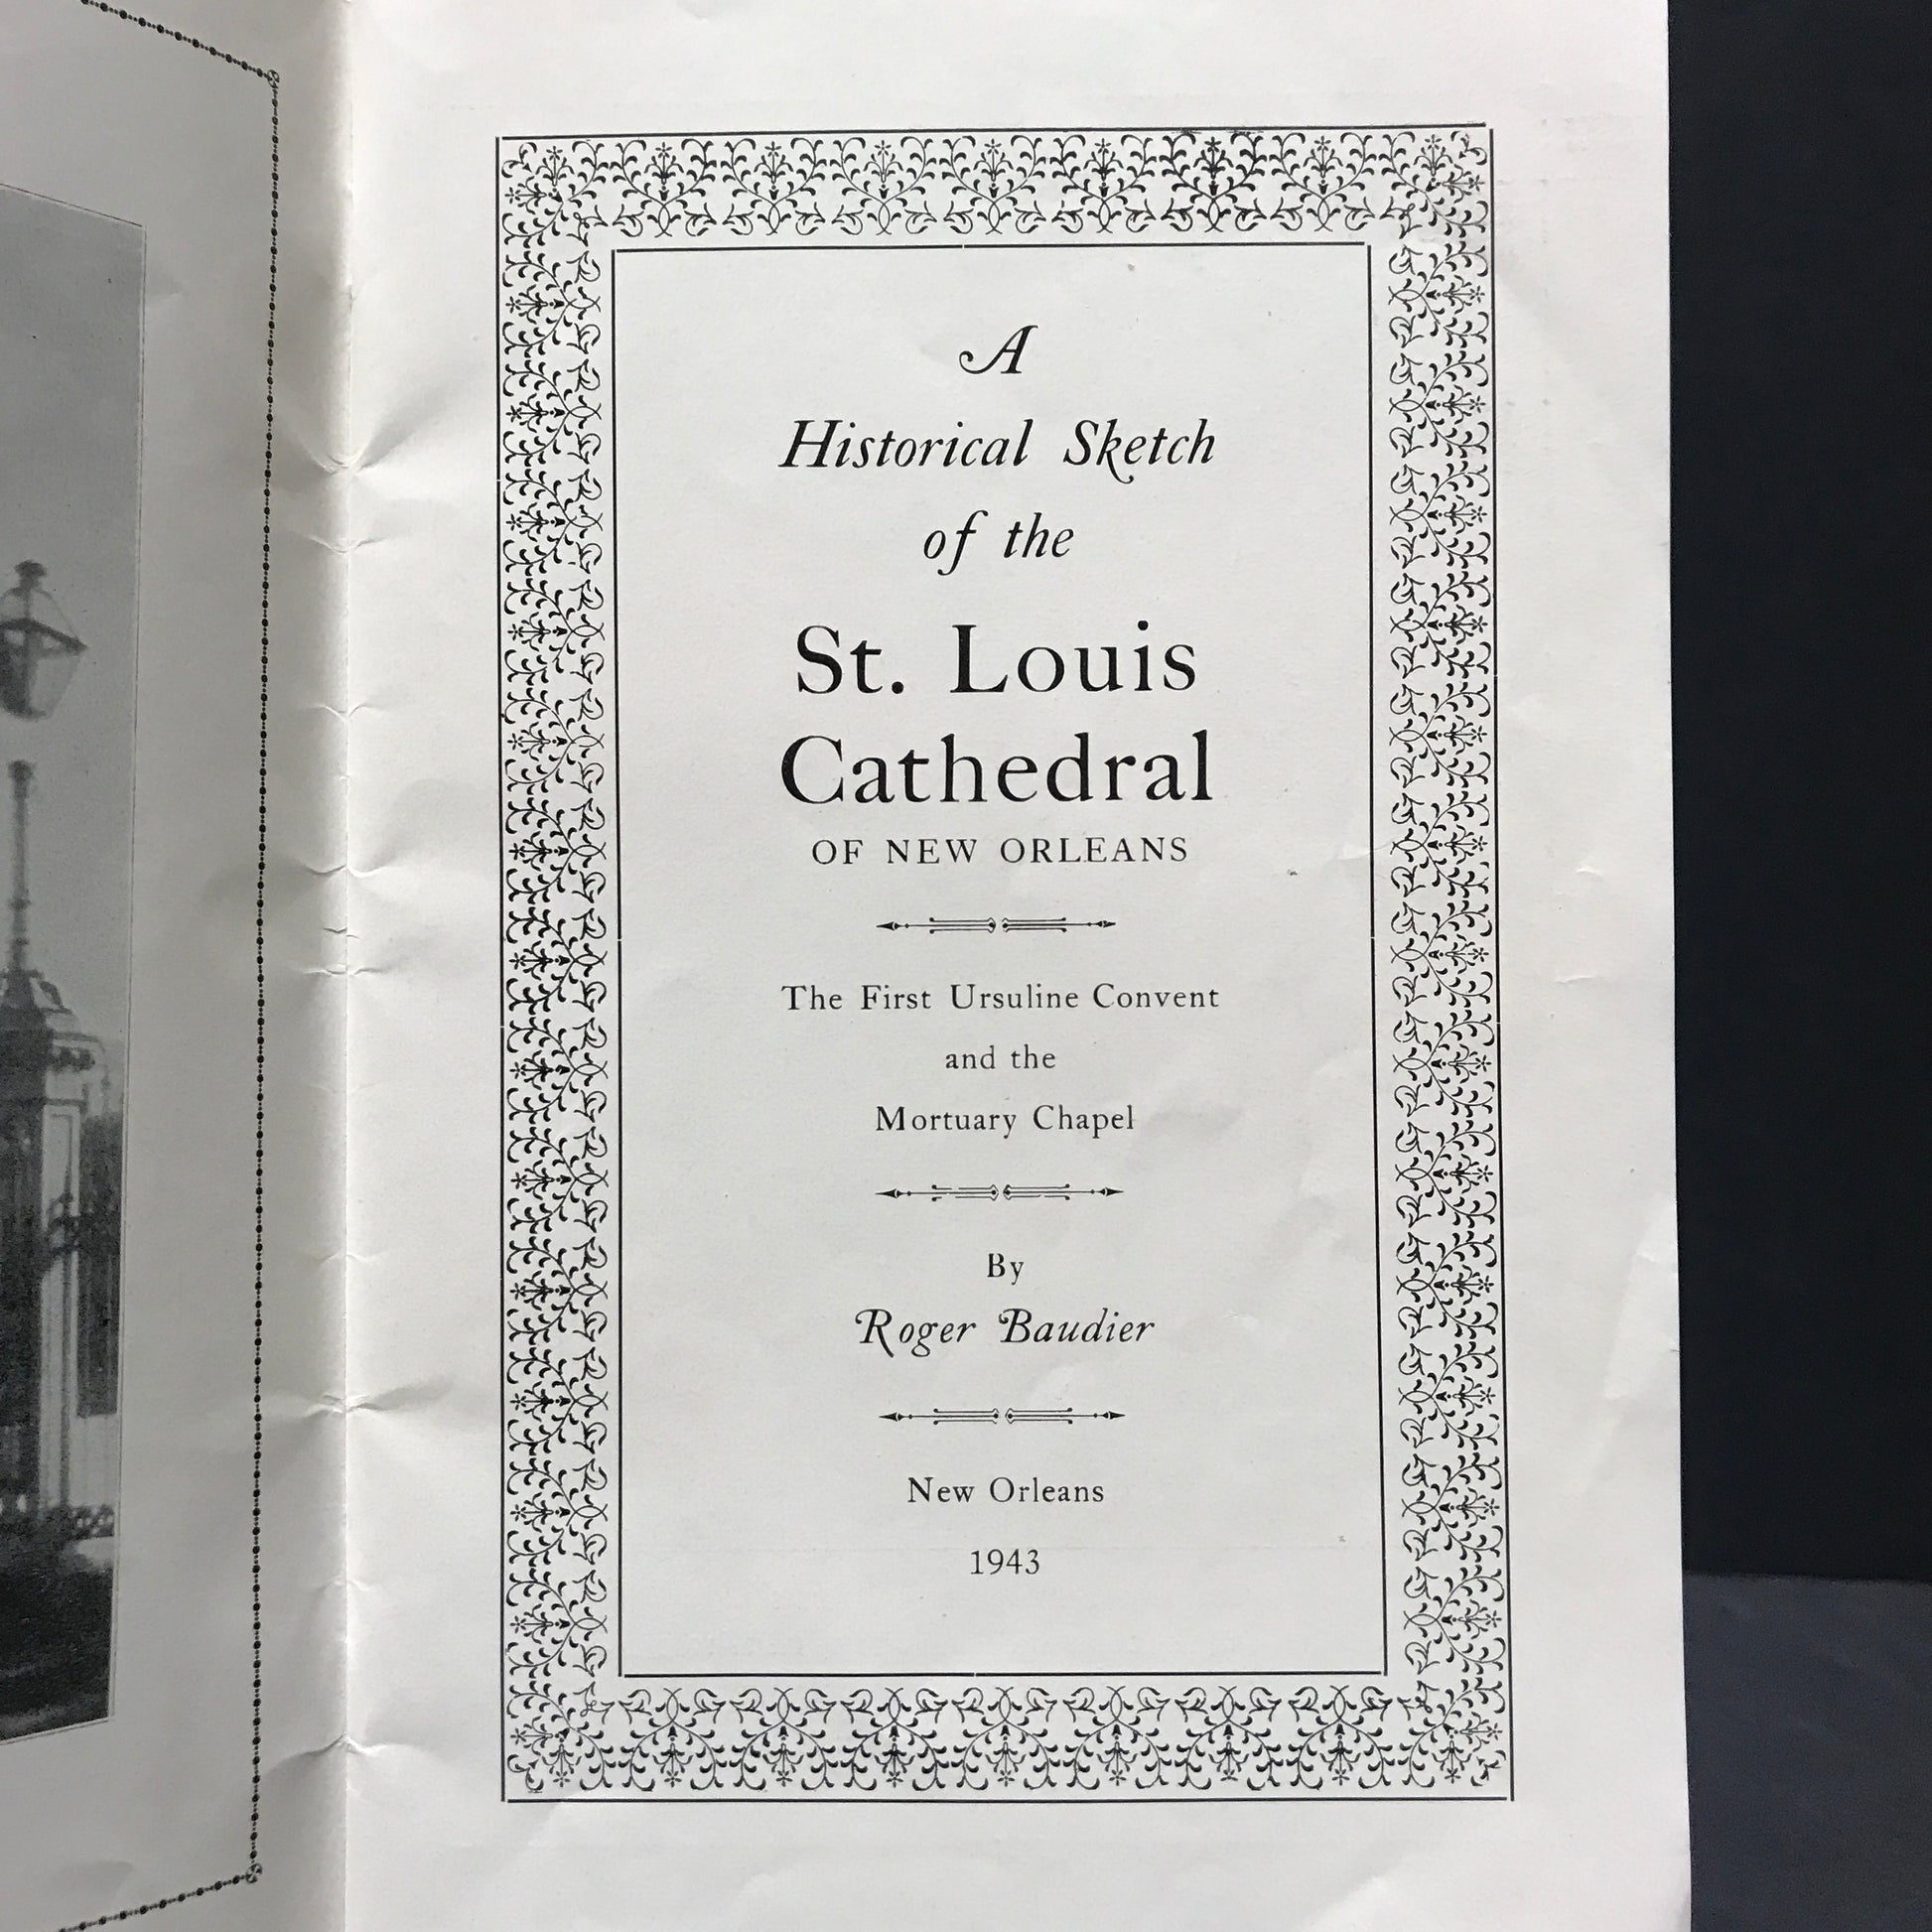 A
Historical Sketch
of the
St. Louis
Cathedral
OF NEW ORLEANS
The First Ursuline Convent
and the
Mortuary Chapel
By
Roger Baudier
New Orleans
1943